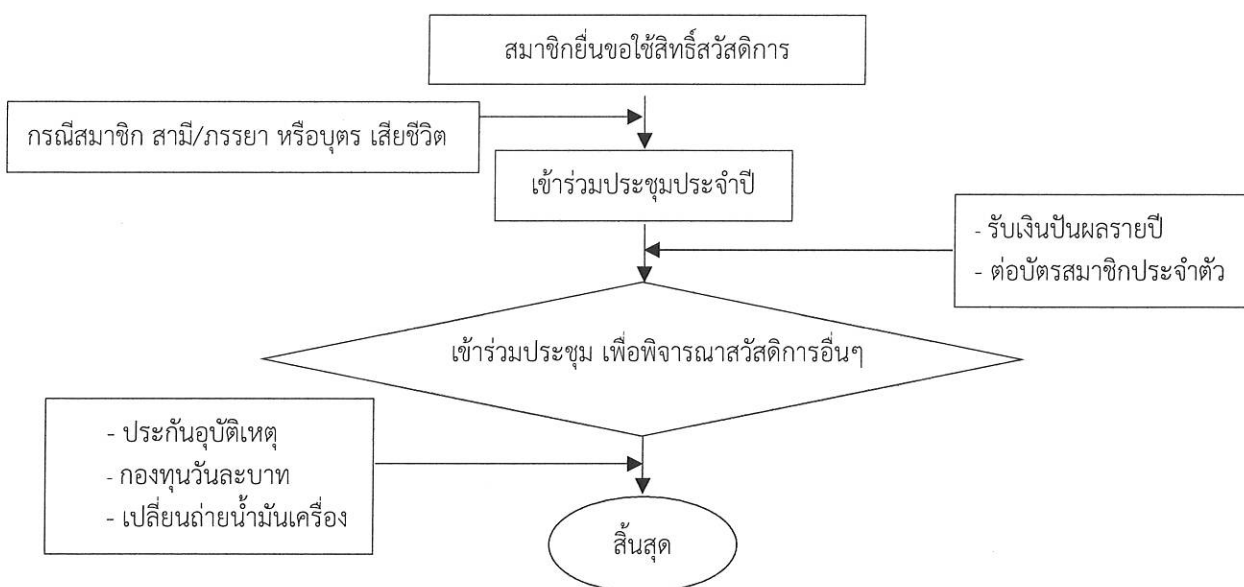 สมาชิกยื่นขอใช้สิทธิ์สวัสดิการ
กรณีสมาชิก สามี/ภรรยา หรือบุตร เสียชีวิต
เข้าร่วมประชุมประจำปี
- รับเงินปันผลรายปี
- ต่อบัตรสมาชิกประจำตัว
เข้าร่วมประชุม เพื่อพิจารณาสวัสดิการอื่นๆ
- ประกันอุบัติเหตุ
- กองทุนวันละบาท
- เปลี่ยนถ่ายน้ำมันเครื่อง
สิ้นสุด